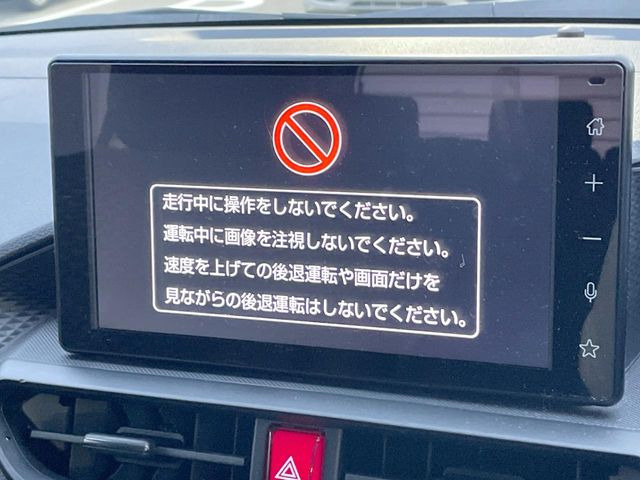 走行中に操作をしないでください。
運転中に画像を注視しないでください。
速度を上げての後退運転や画面だけを
見ながらの後退運転はしないでください。